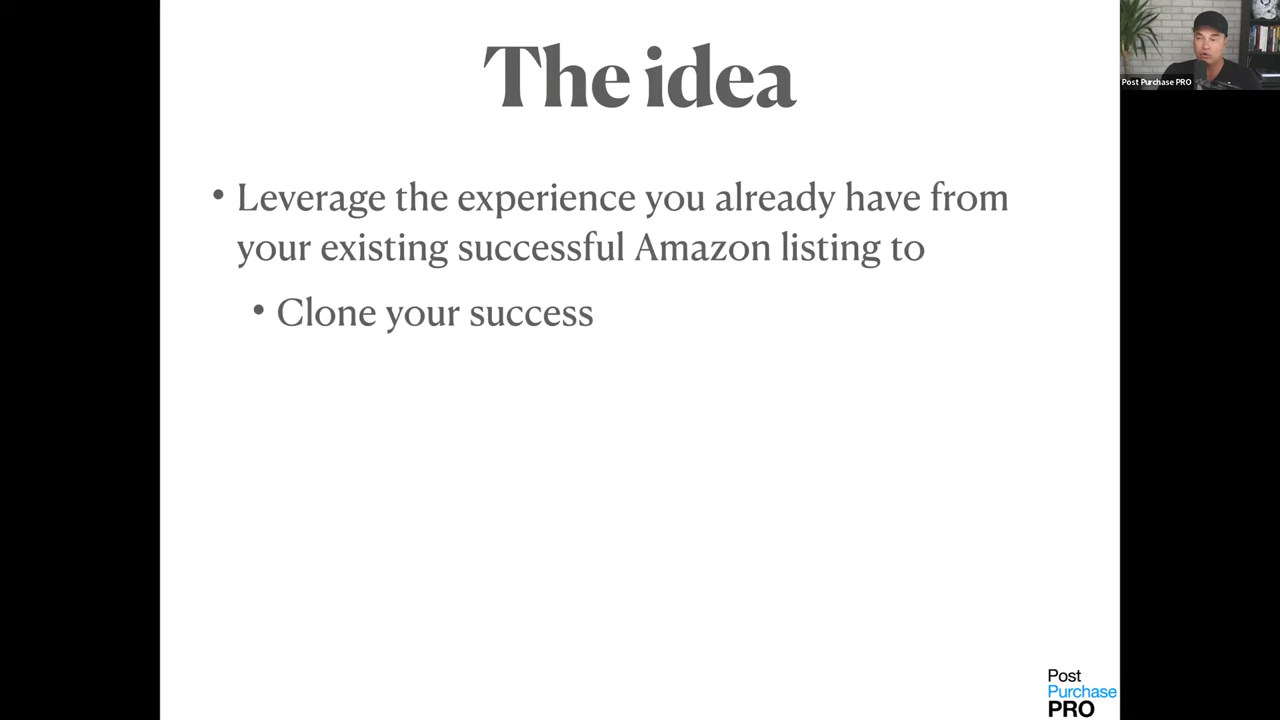 The idea
• Leverage the experience you already have from
your existing successful Amazon listing to
• Clone your success
Post Purchase PRO
Post
Purchase
PRO